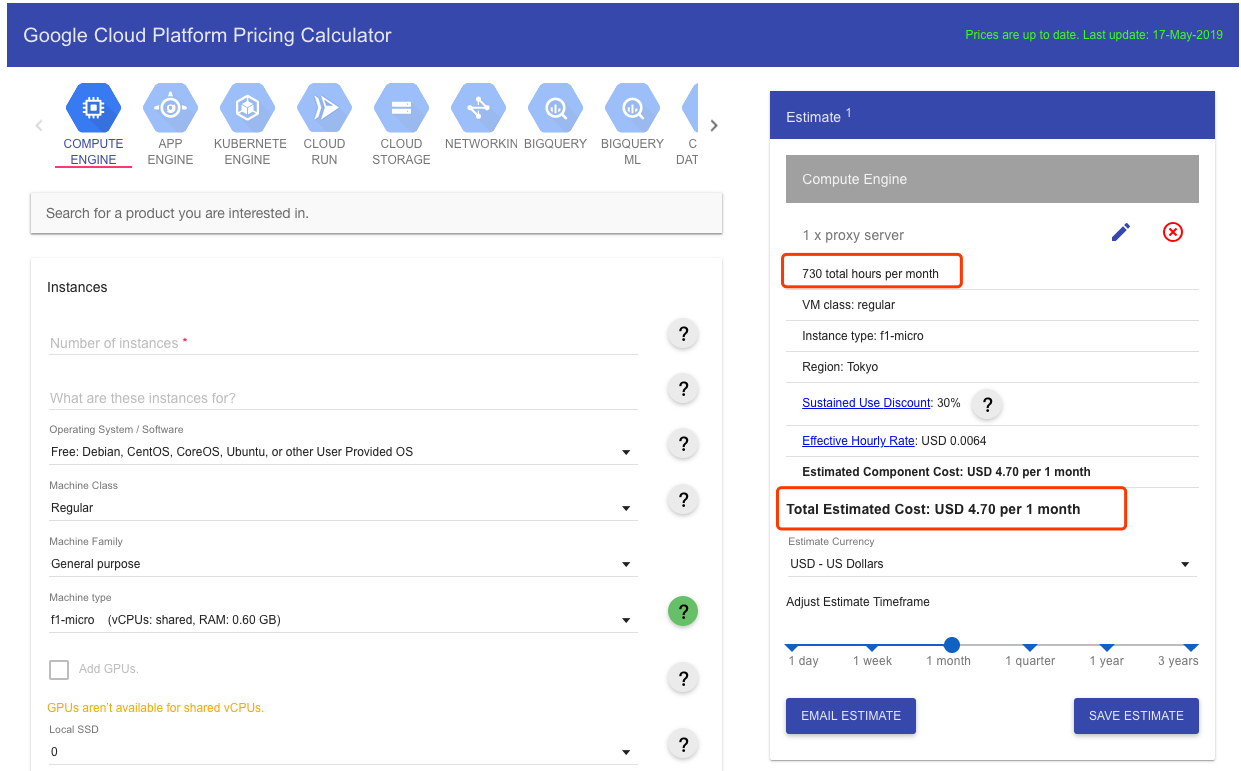 Google Cloud Platform Pricing Calculator
Prices are up to date. Last update: 17-May-2019
COMPUTE
ENGINE
APP
ENGINE
KUBERNETE
ENGINE
CLOUD
RUN
CLOUD
STORAGE
NETWORKIN
BIGQUERY
BIGQUERY
ML
C
DAT
Search for a product you are interested in.
Instances
Number of instances *
?
What are these instances for?
?
Operating System / Software
Free: Debian, CentOS, CoreOS, Ubuntu, or other User Provided OS
?
Machine Class
Regular
?
Machine Family
General purpose
Machine type
f1-micro (vCPUs: shared, RAM: 0.60 GB)
?
Add GPUs.
?
GPUs aren't available for shared vCPUs.
Local SSD
0
?
Estimate 1
Compute Engine
1 x proxy server
730 total hours per month
VM class: regular
Instance type: f1-micro
Region: Tokyo
Sustained Use Discount: 30% ?
Effective Hourly Rate: USD 0.0064
Estimated Component Cost: USD 4.70 per 1 month
Total Estimated Cost: USD 4.70 per 1 month
Estimate Currency
USD - US Dollars
Adjust Estimate Timeframe
1 day 1 week 1 month 1 quarter 1 year 3 years
EMAIL ESTIMATE SAVE ESTIMATE